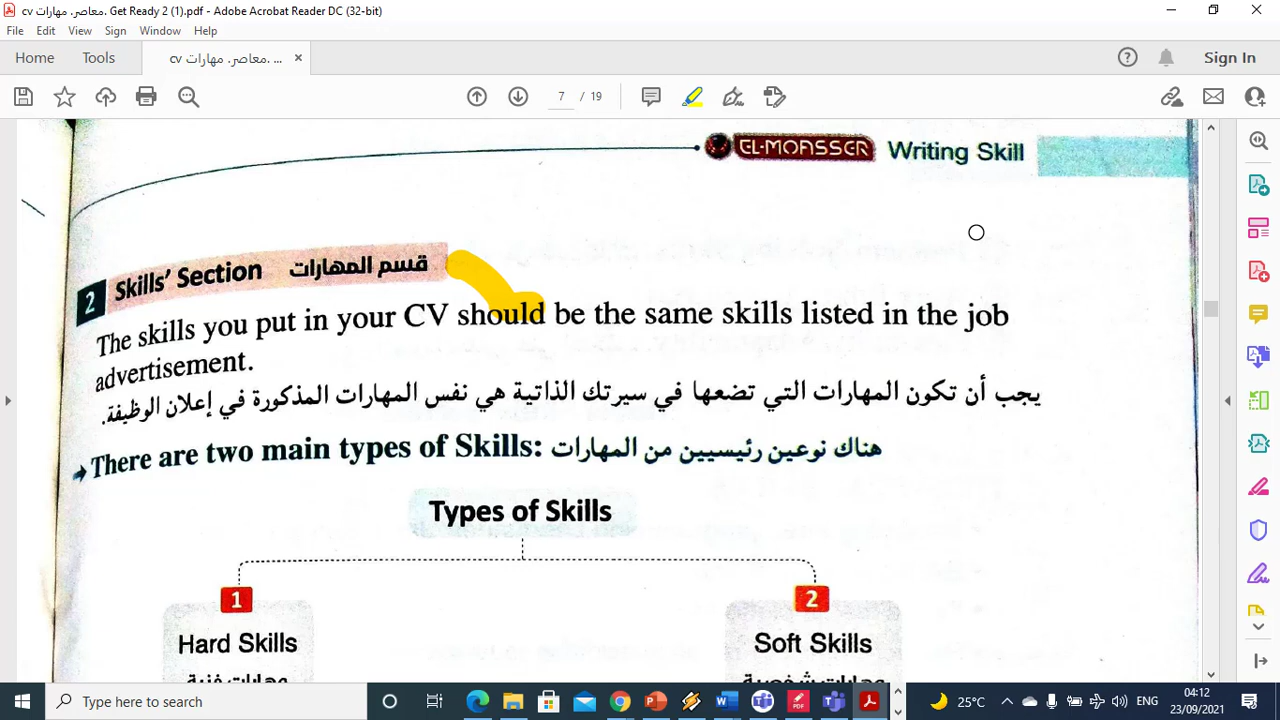 cv معاصر. مهارات. Get Ready 2 (1).pdf - Adobe Acrobat Reader DC (32-bit)
File Edit View Sign Window Help
Home Tools cv معاصر. مهارات. ... × Sign In
7 / 19
EL-MOASSER Writing Skill
2 Skills' Section قسم المهارات
The skills you put in your CV should be the same skills listed in the job
advertisement.
يجب أن تكون المهارات التي تضعها في سيرتك الذاتية هي نفس المهارات المذكورة في إعلان الوظيفة.
There are two main types of Skills: هناك نوعين رئيسيين من المهارات
Types of Skills
1 2
Hard Skills Soft Skills
مهارات فنية مهارات شخصية
Type here to search 25°C ENG 04:12
23/09/2021